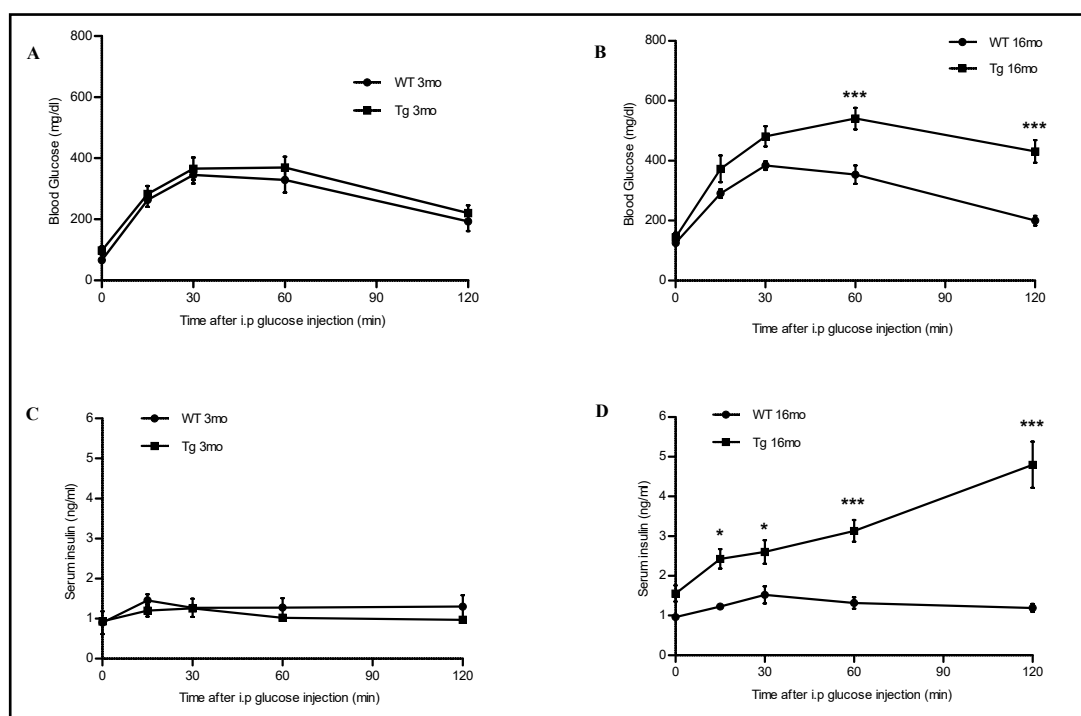 A
WT 3mo
Tg 3mo
Blood Glucose (mg/dl)
800
600
400
200
0
0 30 60 90 120
Time after i.p glucose injection (min)
B
WT 16mo
Tg 16mo
***
***
Blood Glucose (mg/dl)
800
600
400
200
0
0 30 60 90 120
Time after i.p glucose injection (min)
C
WT 3mo
Tg 3mo
Serum insulin (ng/ml)
6
5
4
3
2
1
0
0 30 60 90 120
Time after i.p glucose injection (min)
D
WT 16mo
Tg 16mo
***
***
*
*
Serum insulin (ng/ml)
6
5
4
3
2
1
0
0 30 60 90 120
Time after i.p glucose injection (min)